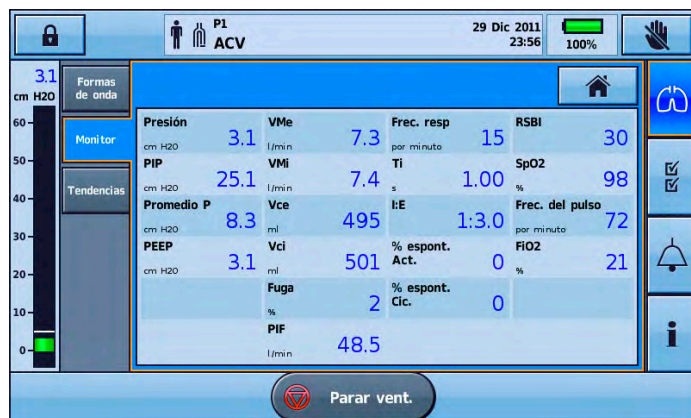 P1
ACV
29 Dic 2011
23:56
100%
3.1
cm H2O
60
50
40
30
20
10
0
Formas
de onda
Monitor
Tendencias
Presión
cm H2O
3.1
VMe
l/min
7.3
Frec. resp
por minuto
15
RSBI
30
PIP
cm H2O
25.1
VMi
l/min
7.4
Ti
s
1.00
SpO2
%
98
Promedio P
cm H2O
8.3
Vce
ml
495
I:E
1:3.0
Frec. del pulso
por minuto
72
PEEP
cm H2O
3.1
Vci
ml
501
% espont.
Act.
0
FiO2
%
21
Fuga
%
2
% espont.
Cic.
0
PIF
l/min
48.5
Parar vent.